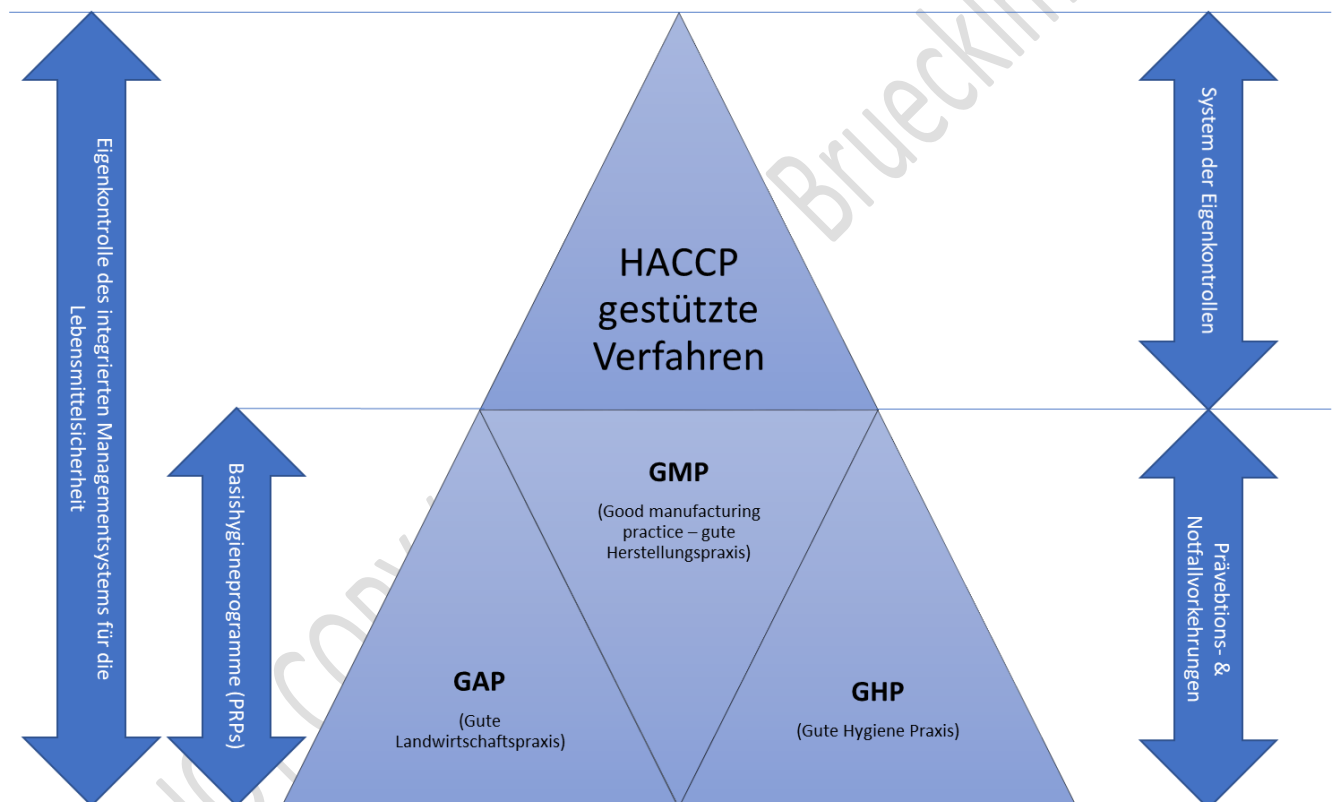 Eigenkontrolle des integrierten Managementsystems für die
Lebensmittelsicherheit
Basishygieneprogramme (PRPs)
HACCP
gestützte
Verfahren
GMP
(Good manufacturing
practice – gute
Herstellungspraxis)
GAP
(Gute
Landwirtschaftspraxis)
GHP
(Gute Hygiene Praxis)
System der Eigenkontrollen
Prävebtions- &
Notfallvorkehrungen